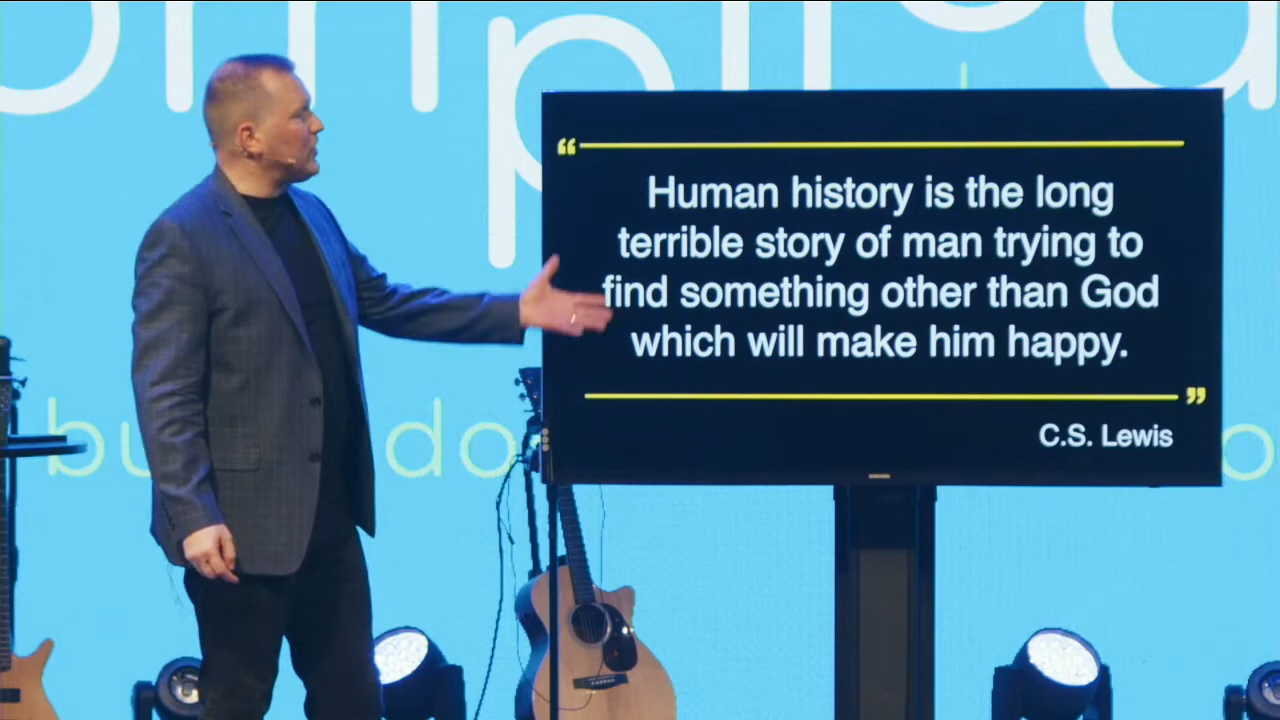 “
Human history is the long
terrible story of man trying to
find something other than God
which will make him happy.
”
C.S. Lewis